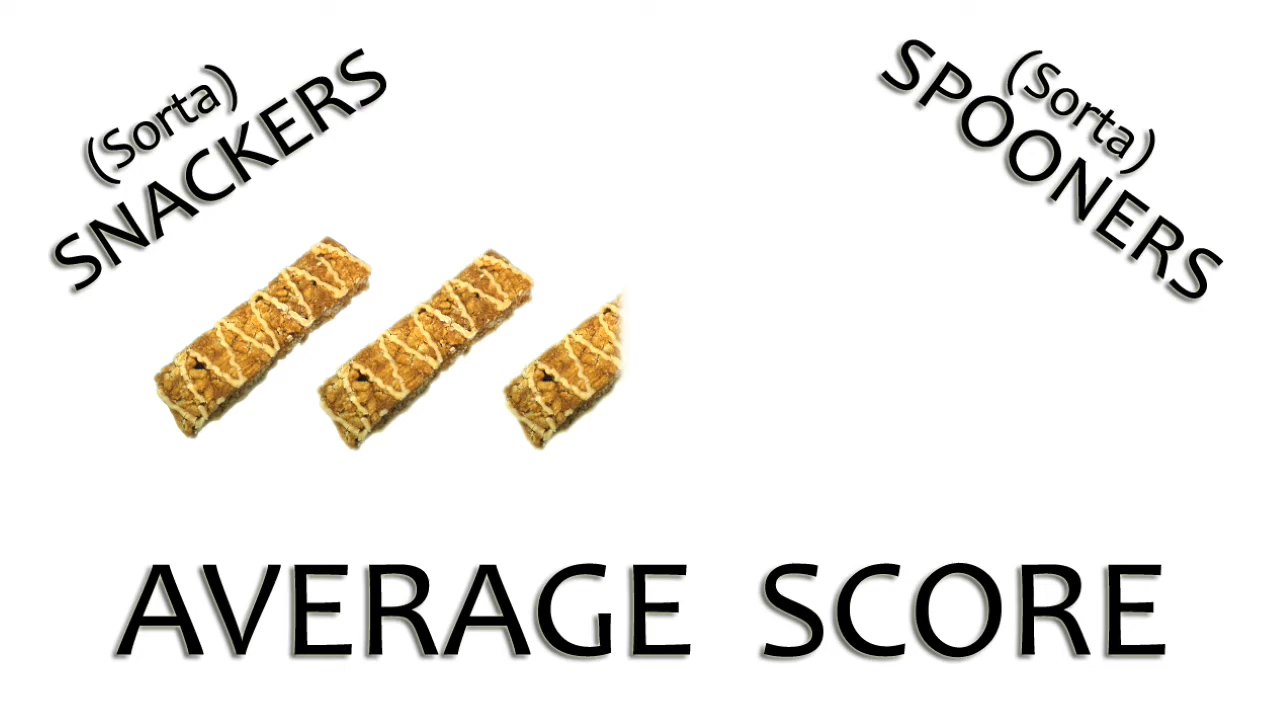 (Sorta)
SNACKERS
(Sorta)
SPOONERS
AVERAGE SCORE